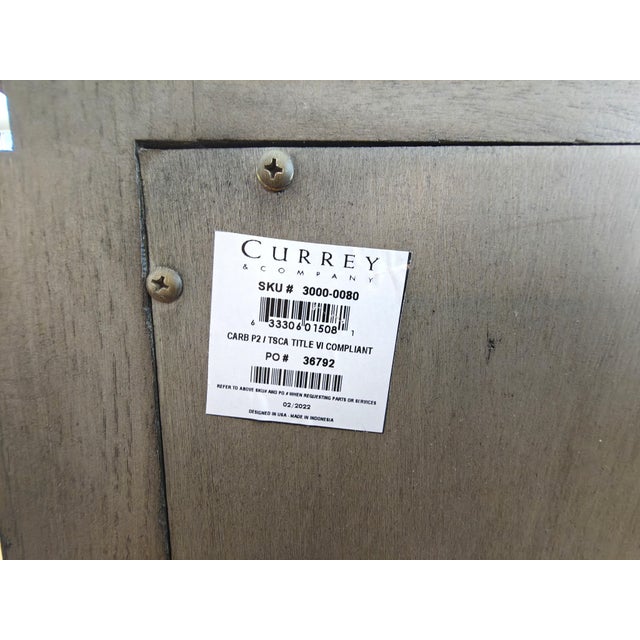 CURREY
& COMPANY
SKU # 3000-0080
6 33306 01508 1
CARB P2 / TSCA TITLE VI COMPLIANT
PO # 36792
REFER TO ABOVE SKU# AND PO # WHEN REQUESTING PARTS OR SERVICES
02/2022
DESIGNED IN USA - MADE IN INDONESIA